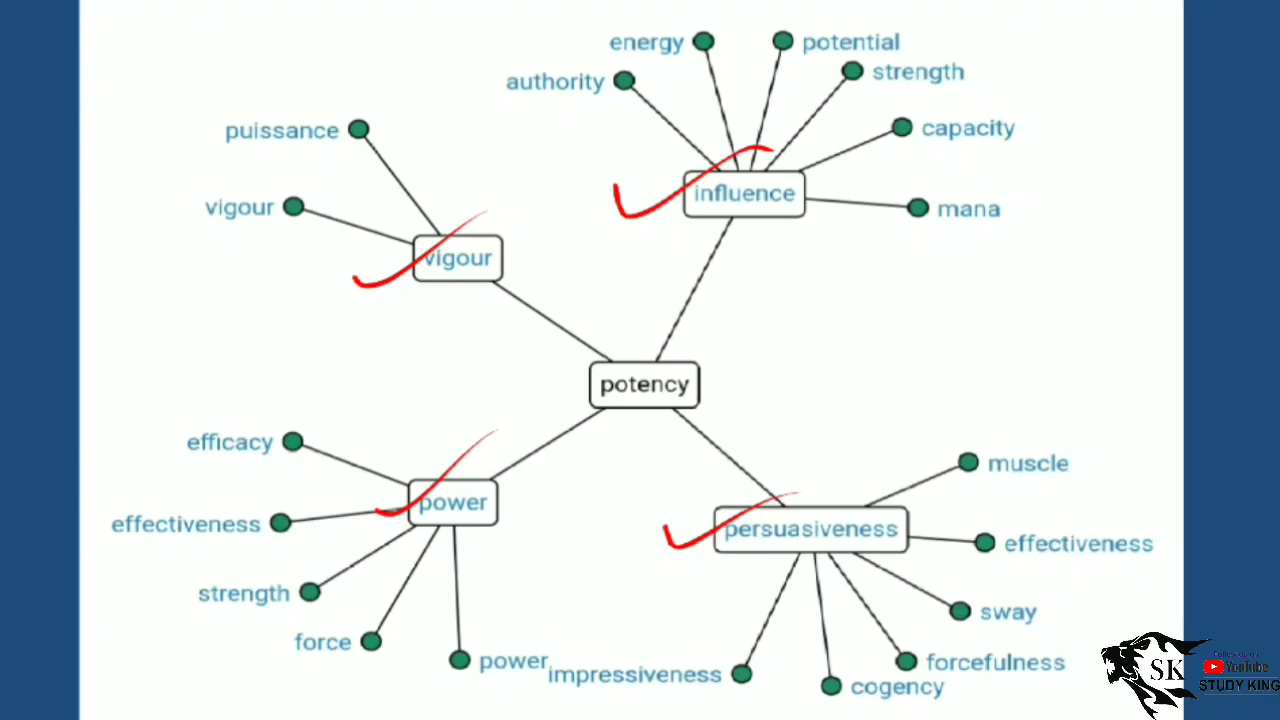 energy
potential
authority
strength
puissance
capacity
influence
vigour
mana
vigour
potency
efficacy
muscle
power
effectiveness
persuasiveness
effectiveness
strength
sway
force
power
impressiveness
forcefulness
cogency
SK
YouTube
STUDY KING